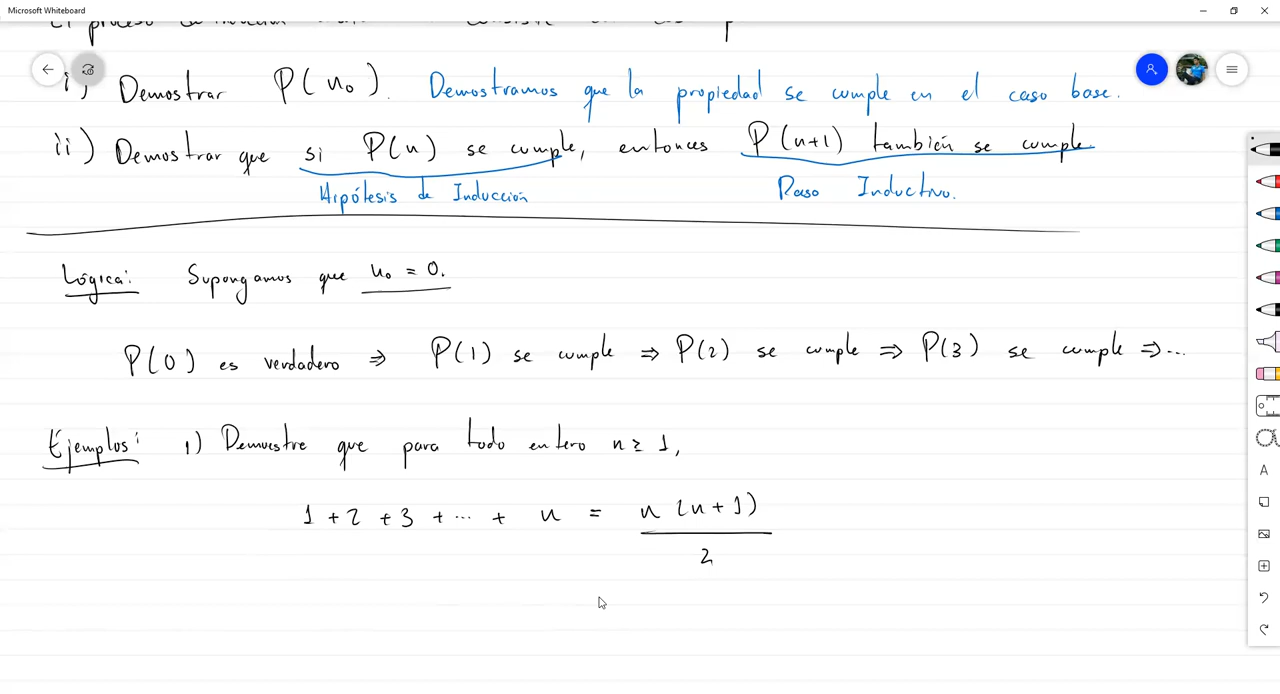 Microsoft Whiteboard
i) Demostrar P(n₀). Demostramos que la propiedad se cumple en el caso base.
ii) Demostrar que si P(n) se cumple, entonces P(n+1) también se cumple
Hipótesis de Inducción Paso Inductivo.
Lógica: Supongamos que n₀ = 0.
P(0) es verdadero ⇒ P(1) se cumple ⇒ P(2) se cumple ⇒ P(3) se cumple ⇒ ...
Ejemplos: 1) Demuestre que para todo entero n ≥ 1,
1 + 2 + 3 + ... + n = n(n+1)
2
A